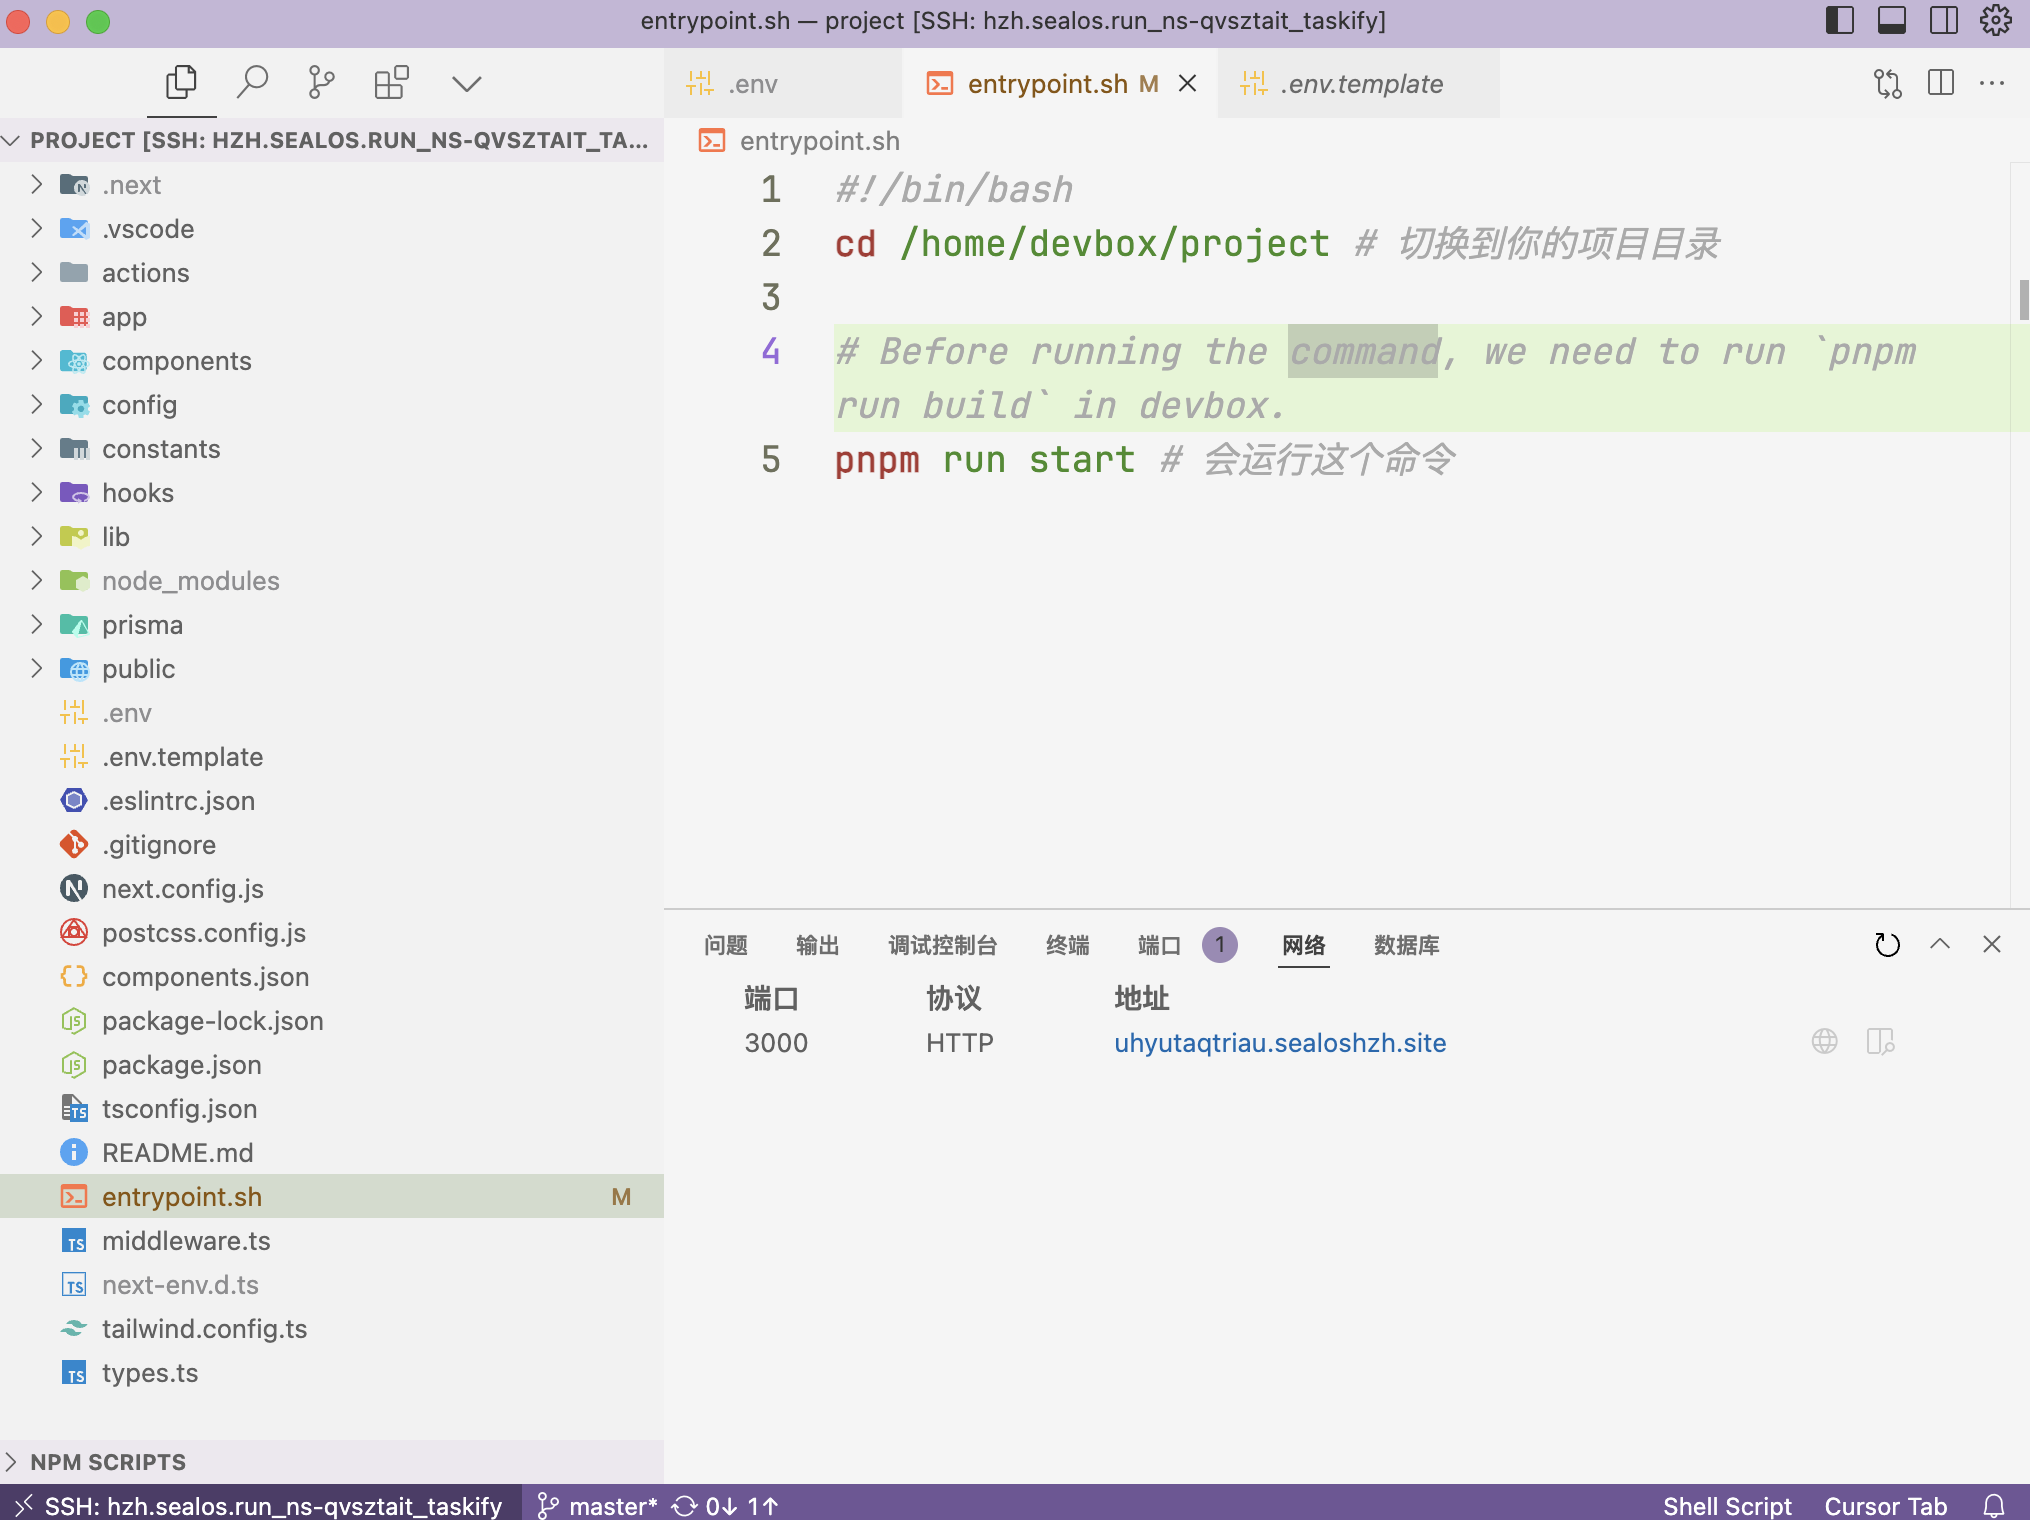 entrypoint.sh — project [SSH: hzh.sealos.run_ns-qvsztait_taskify]
.env
entrypoint.sh M
.env.template
PROJECT [SSH: HZH.SEALOS.RUN_NS-QVSZTAIT_TA...
entrypoint.sh
.next
.vscode
actions
app
components
config
constants
hooks
lib
node_modules
prisma
public
.env
.env.template
.eslintrc.json
.gitignore
next.config.js
postcss.config.js
components.json
package-lock.json
package.json
tsconfig.json
README.md
entrypoint.sh M
middleware.ts
next-env.d.ts
tailwind.config.ts
types.ts
NPM SCRIPTS
1 #!/bin/bash
2 cd /home/devbox/project # 切换到你的项目目录
3
4 # Before running the command, we need to run `pnpm
run build` in devbox.
5 pnpm run start # 会运行这个命令
问题 输出 调试控制台 终端 端口 1 网络 数据库
端口 协议 地址
3000 HTTP uhyutaqtriau.sealoshzh.site
SSH: hzh.sealos.run_ns-qvsztait_taskify master* 0↓ 1↑ Shell Script Cursor Tab